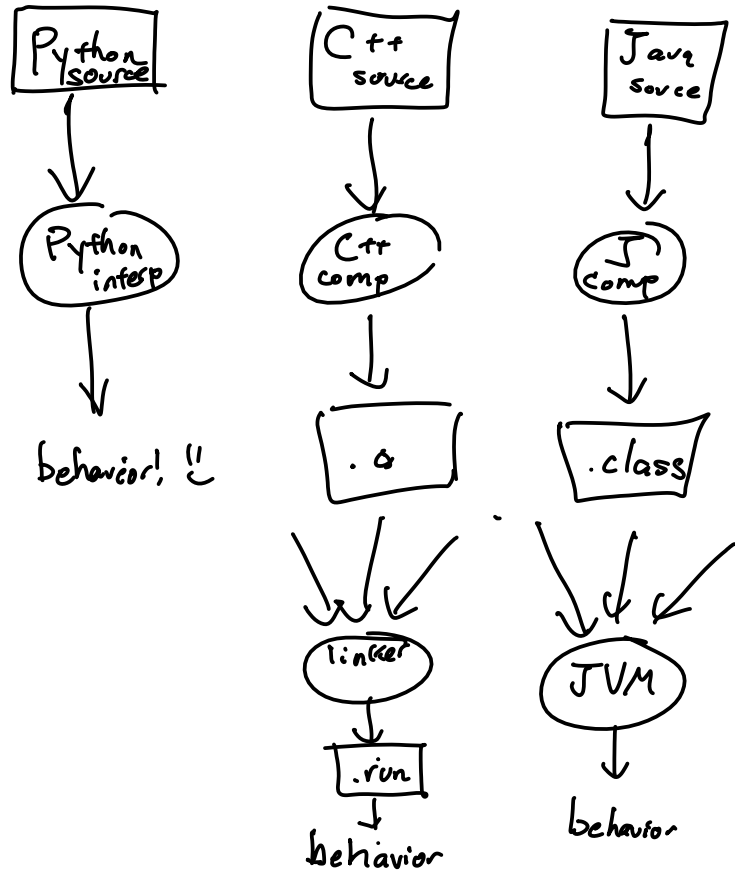 Python
source
C++
source
Java
source
Python
interp
C++
comp
J
comp
behavior! :)
.o
.class
linker
JVM
.run
behavior
behavior